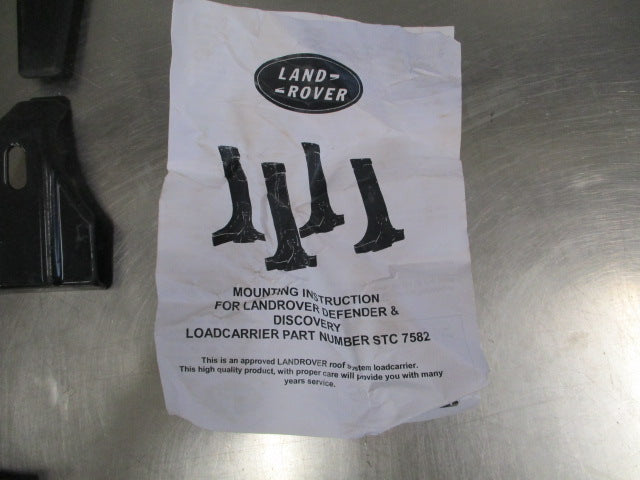 LAND
ROVER
MOUNTING INSTRUCTION
FOR LANDROVER DEFENDER &
DISCOVERY
LOADCARRIER PART NUMBER STC 7582
This is an approved LANDROVER roof system loadcarrier.
This high quality product, with proper care will provide you with many
years service.